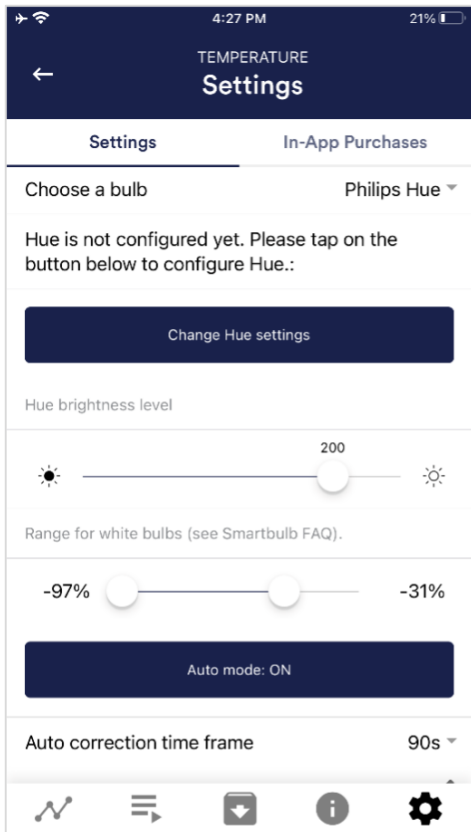 4:27 PM 21%
TEMPERATURE
Settings
Settings In-App Purchases
Choose a bulb Philips Hue
Hue is not configured yet. Please tap on the
button below to configure Hue.:
Change Hue settings
Hue brightness level
200
Range for white bulbs (see Smartbulb FAQ).
-97% -31%
Auto mode: ON
Auto correction time frame 90s